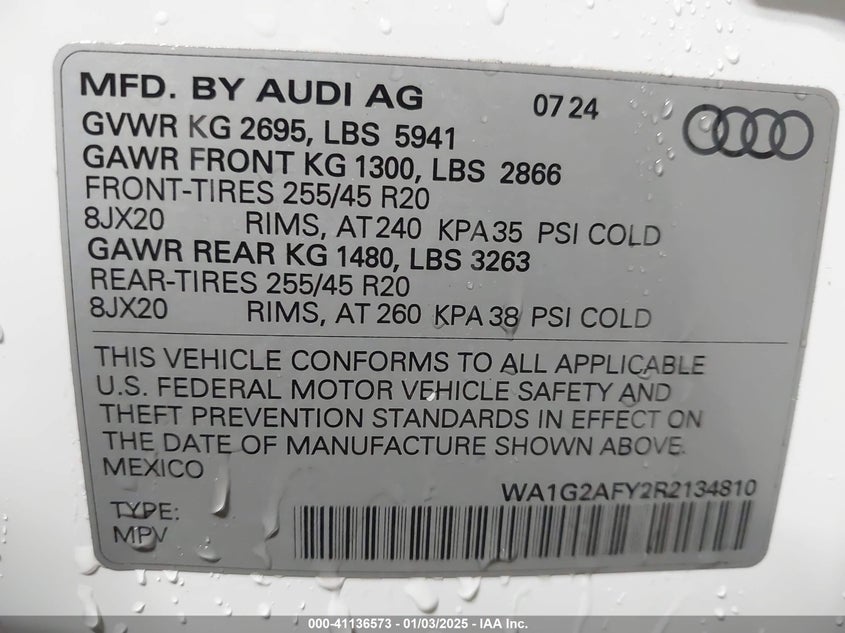 MFD. BY AUDI AG 07 24
GVWR KG 2695, LBS 5941
GAWR FRONT KG 1300, LBS 2866
FRONT-TIRES 255/45 R20
8JX20 RIMS, AT 240 KPA 35 PSI COLD
GAWR REAR KG 1480, LBS 3263
REAR-TIRES 255/45 R20
8JX20 RIMS, AT 260 KPA 38 PSI COLD
THIS VEHICLE CONFORMS TO ALL APPLICABLE
U.S. FEDERAL MOTOR VEHICLE SAFETY AND
THEFT PREVENTION STANDARDS IN EFFECT ON
THE DATE OF MANUFACTURE SHOWN ABOVE.
MEXICO
WA1G2AFY2R2134810
TYPE:
MPV
000-41136573 - 01/03/2025 - IAA Inc.